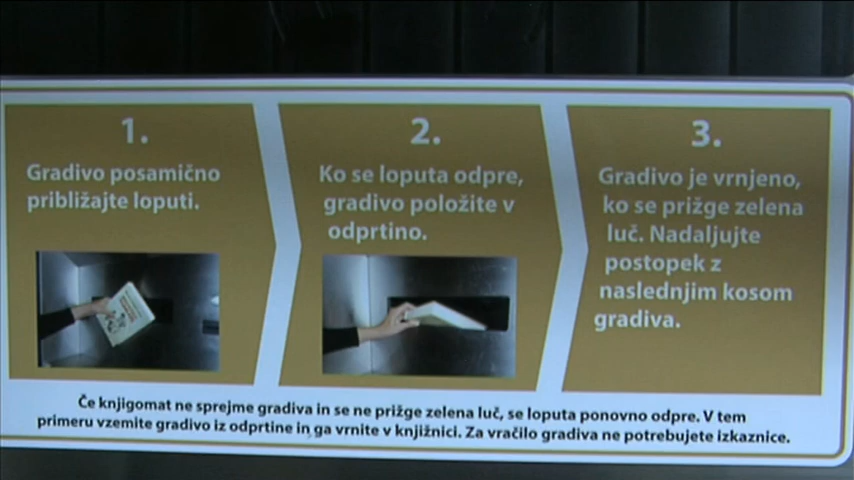 1.
Gradivo posamično
približajte loputi.
2.
Ko se loputa odpre,
gradivo položite v
odprtino.
3.
Gradivo je vrnjeno,
ko se prižge zelena
luč. Nadaljujte
postopek z
naslednjim kosom
gradiva.
Če knjigomat ne sprejme gradiva in se ne prižge zelena luč, se loputa ponovno odpre. V tem
primeru vzemite gradivo iz odprtine in ga vrnite v knjižnici. Za vračilo gradiva ne potrebujete izkaznice.